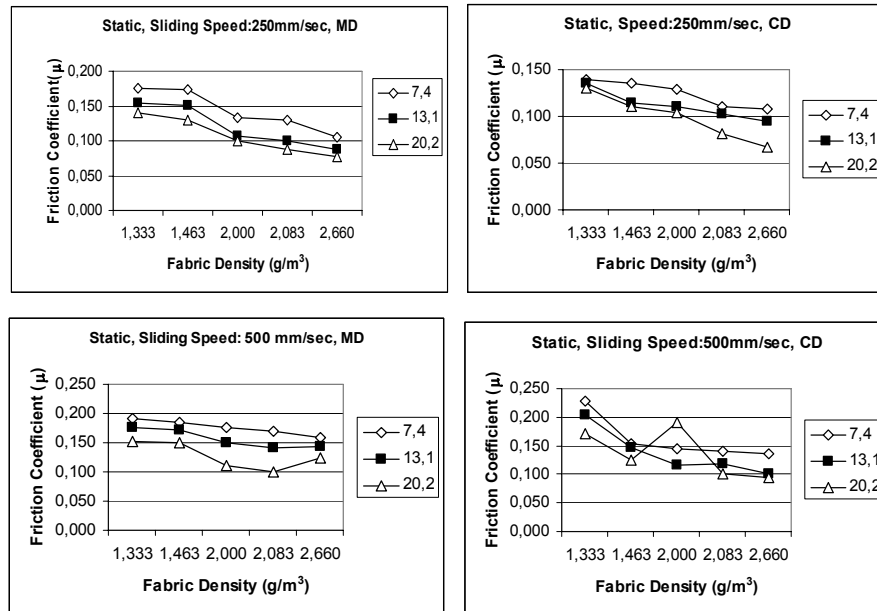 Static, Sliding Speed:250mm/sec, MD
Friction Coefficient(µ)
0,200
0,150
0,100
0,050
0,000
1,333 1,463 2,000 2,083 2,660
Fabric Density (g/m³)
7,4
13,1
20,2
Static, Speed:250mm/sec, CD
Friction Coefficient (µ)
0,150
0,100
0,050
0,000
1,333 1,463 2,000 2,083 2,660
Fabric Density (g/m³)
7,4
13,1
20,2
Static, Sliding Speed: 500 mm/sec, MD
Friction Coefficient (µ)
0,250
0,200
0,150
0,100
0,050
0,000
1,333 1,463 2,000 2,083 2,660
Fabric Density (g/m³)
7,4
13,1
20,2
Static, Sliding Speed:500mm/sec, CD
Friction Coefficient (µ)
0,250
0,200
0,150
0,100
0,050
0,000
1,333 1,463 2,000 2,083 2,660
Fabric Density (g/m³)
7,4
13,1
20,2